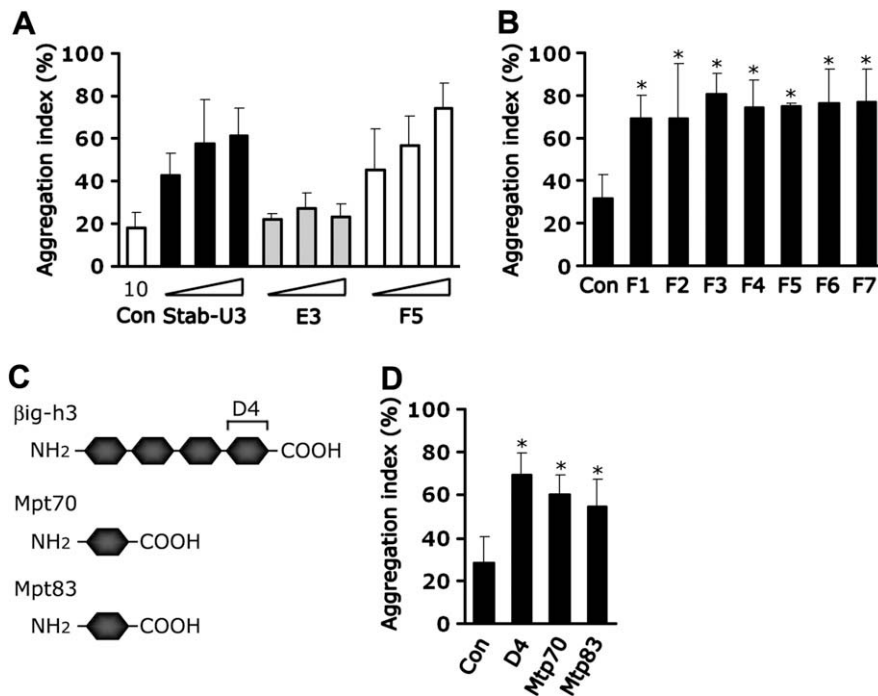 A
Aggregation index (%)
100
80
60
40
20
0
10
Con Stab-U3 E3 F5
B
Aggregation index (%)
100
80
60
40
20
0
* * * * * * *
Con F1 F2 F3 F4 F5 F6 F7
C
βig-h3
D4
NH2 COOH
Mpt70
NH2 COOH
Mpt83
NH2 COOH
D
Aggregation index (%)
100
80
60
40
20
0
* * *
Con D4 Mtp70 Mtp83